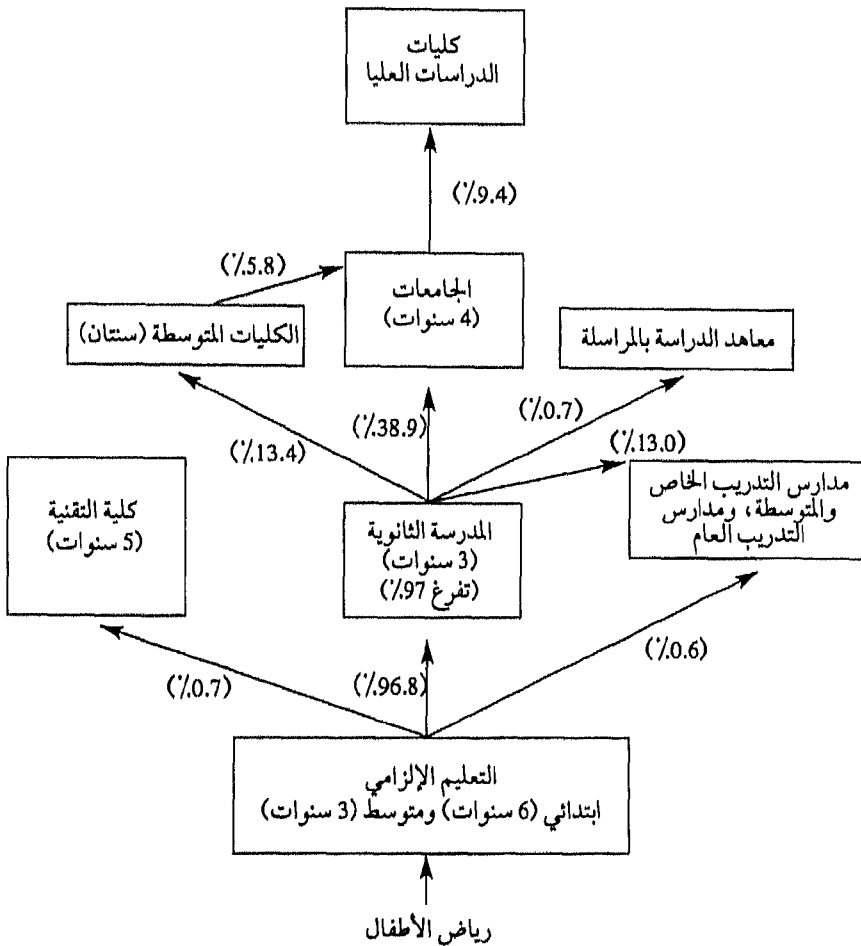 كليات
الدراسات العليا
(٪9.4)
(٪5.8)
الجامعات
(4 سنوات)
الكليات المتوسطة (سنتان)
معاهد الدراسة بالمراسلة
(٪0.7)
(٪38.9)
(٪13.4)
(٪13.0)
كلية التقنية
(5 سنوات)
المدرسة الثانوية
(3 سنوات)
(تفرغ 97٪)
مدارس التدريب الخاص
والمتوسطة، ومدارس
التدريب العام
(٪0.7)
(٪96.8)
(٪0.6)
التعليم الإلزامي
ابتدائي (6 سنوات) ومتوسط (3 سنوات)
رياض الأطفال